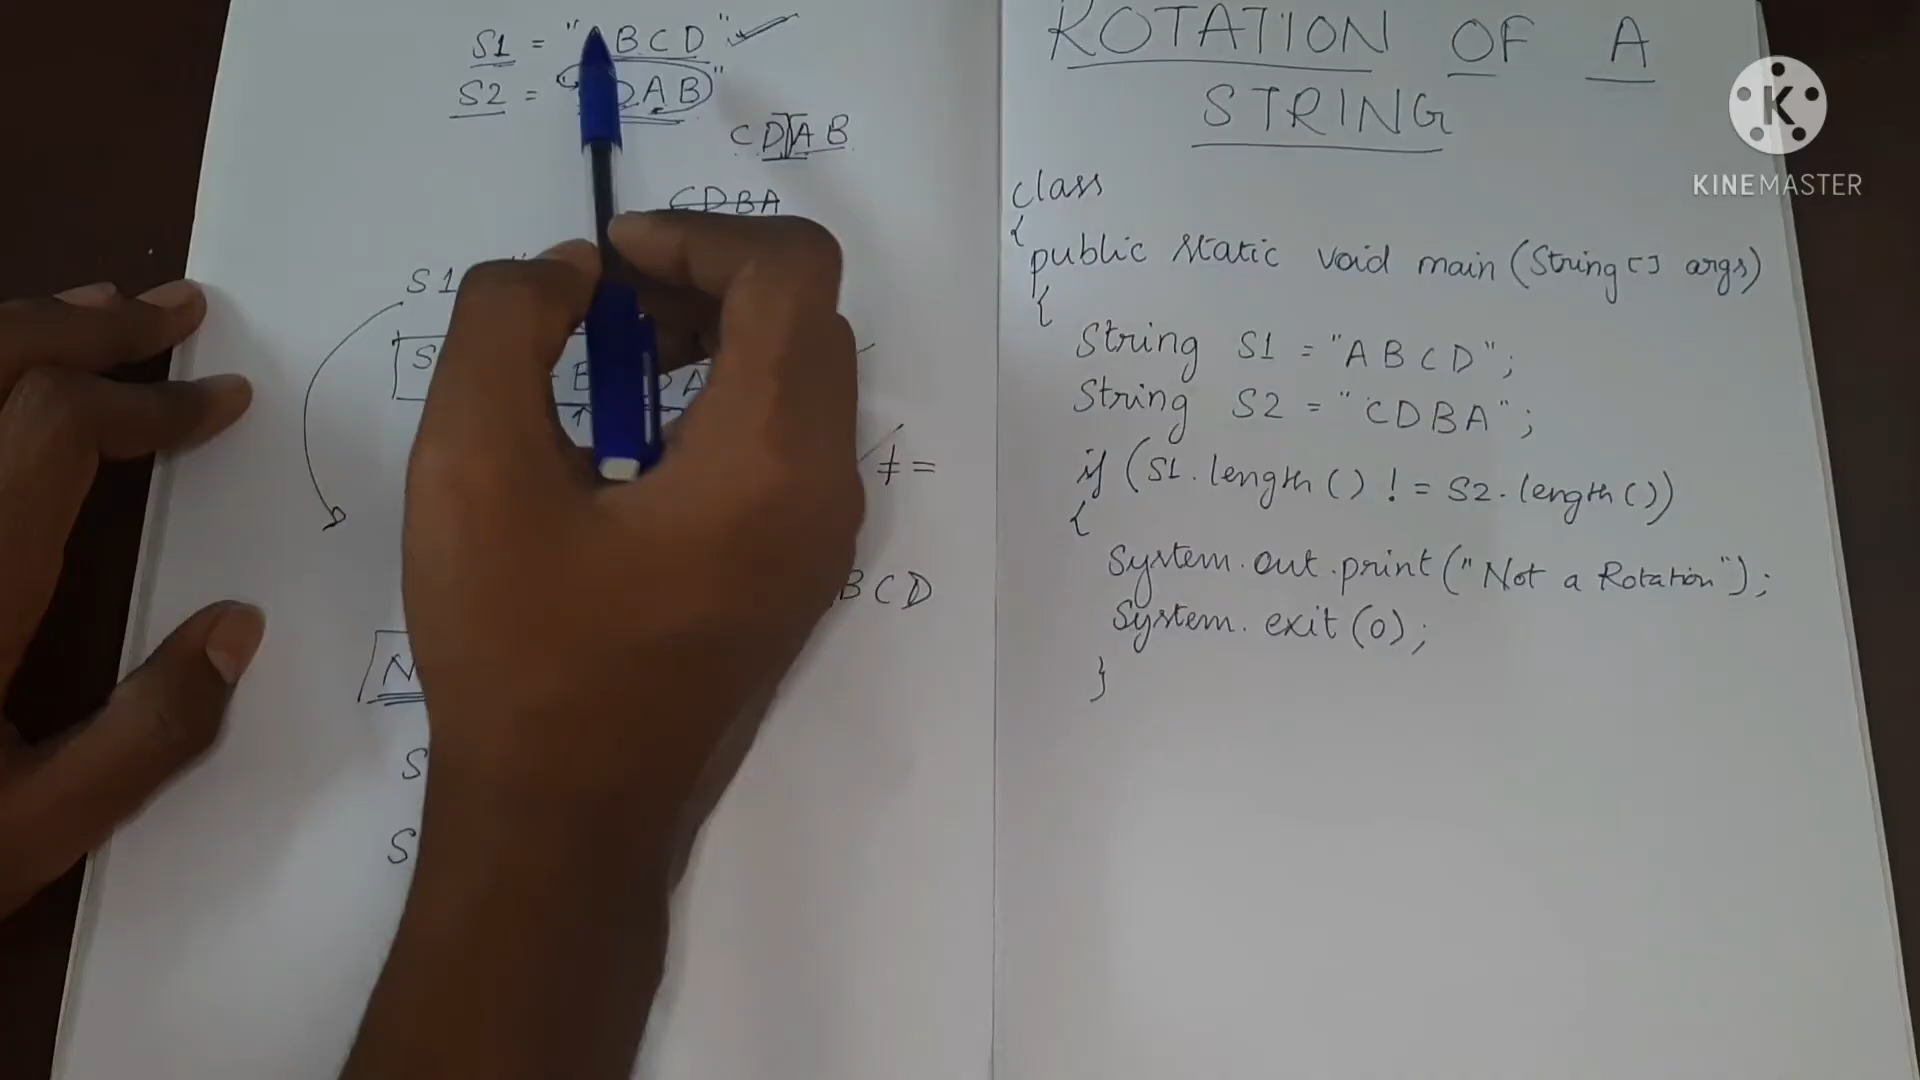 S1 = "ABCD"
S2 = DAB"
CDAB
CDBA
S1
S
B
A
≠ =
BCD
N
S
S
ROTATION OF A
STRING
class
{
public static void main (String [] args)
{
String S1 = "ABCD";
String S2 = "CDBA";
if (S1.length() != S2.length())
{
System.out.print("Not a Rotation");
System.exit(0);
}
K
KINEMASTER